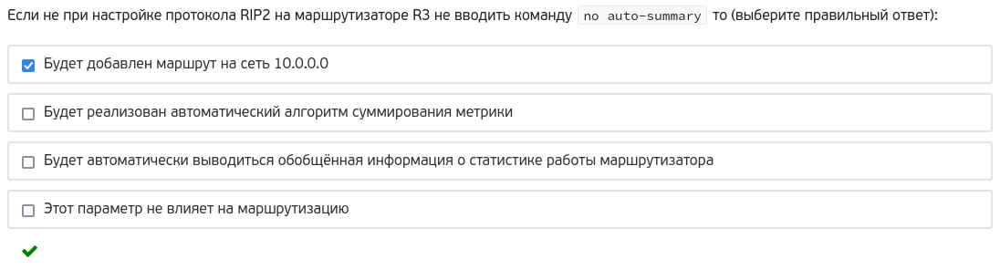 Если не при настройке протокола RIP2 на маршрутизаторе R3 не вводить команду no auto-summary то (выберите правильный ответ):
Будет добавлен маршрут на сеть 10.0.0.0
Будет реализован автоматический алгоритм суммирования метрики
Будет автоматически выводиться обобщённая информация о статистике работы маршрутизатора
Этот параметр не влияет на маршрутизацию